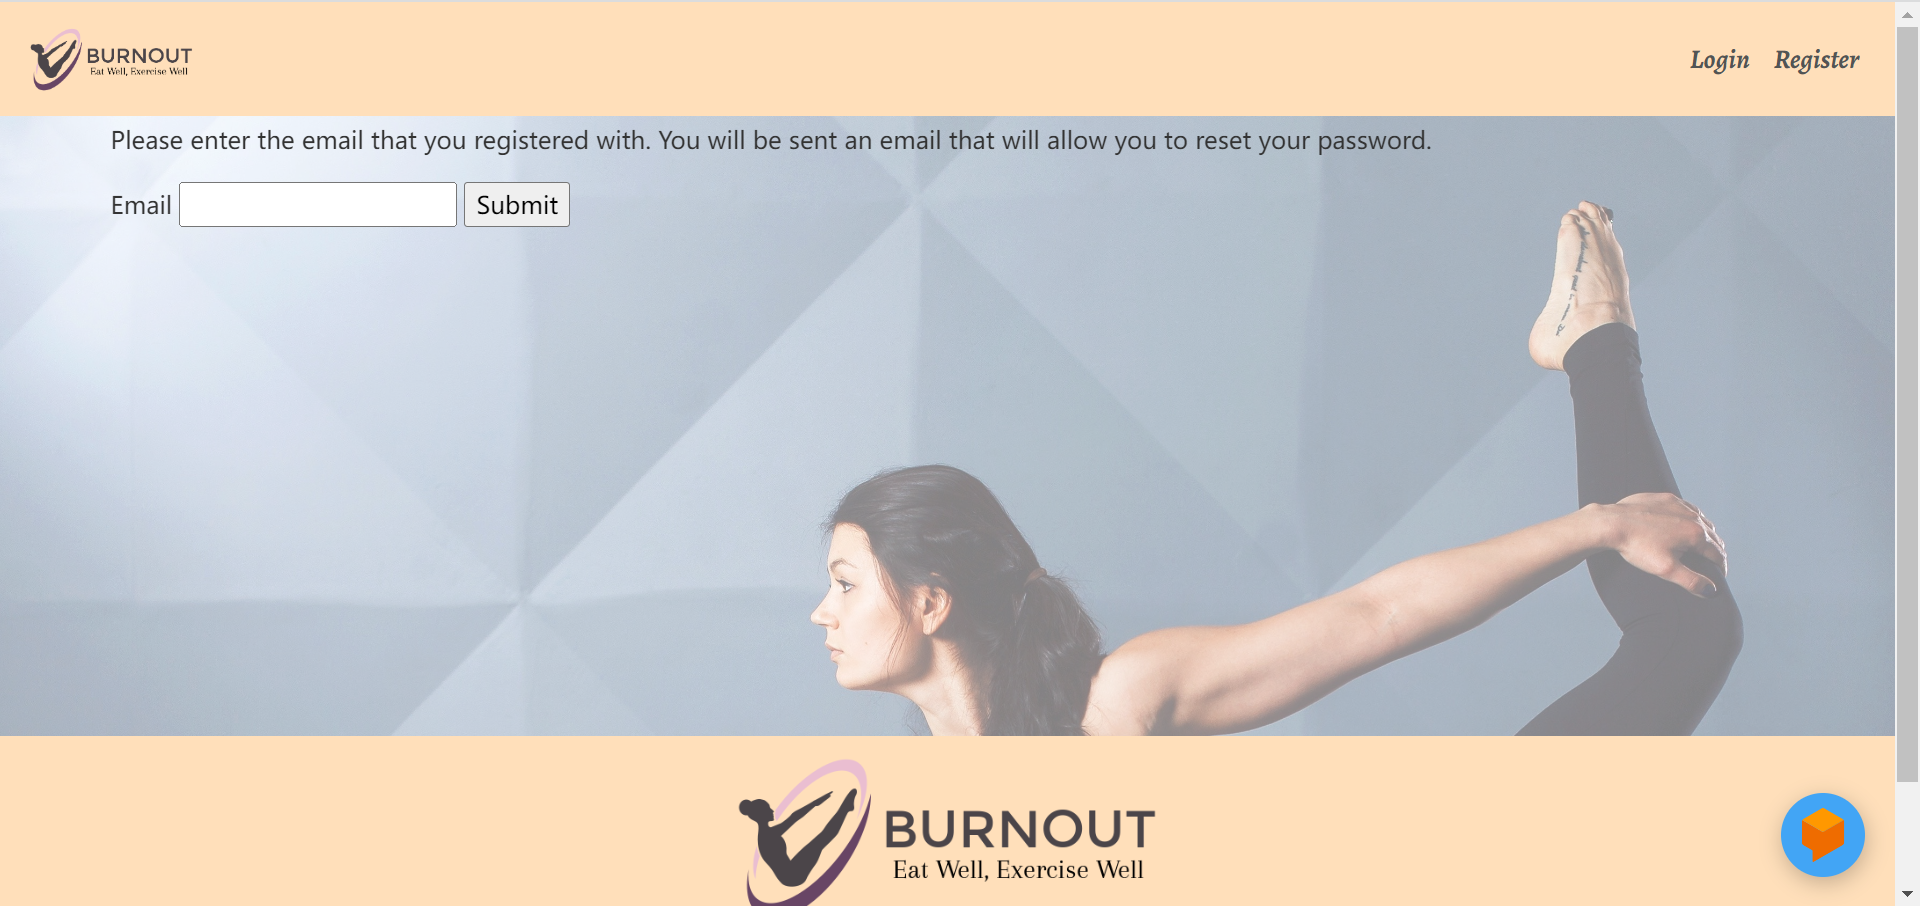 BURNOUT
Eat Well, Exercise Well
Login Register
Please enter the email that you registered with. You will be sent an email that will allow you to reset your password.
Email Submit
BURNOUT
Eat Well, Exercise Well